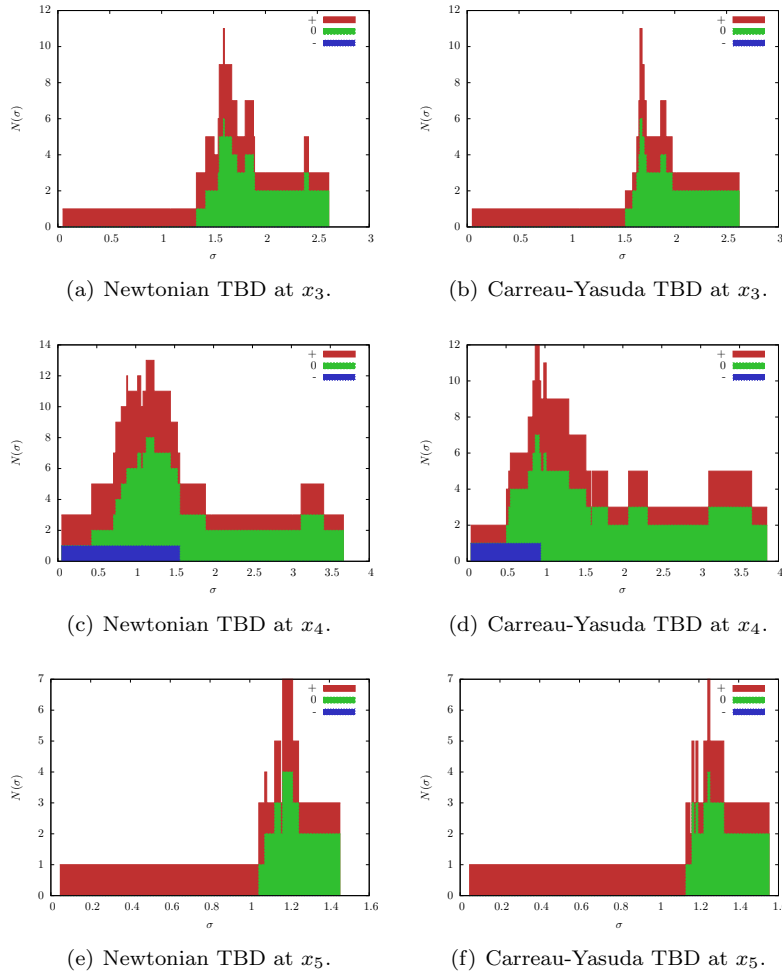 12
10
8
6
4
2
0
N(σ)
0 0.5 1 1.5 2 2.5 3
σ
+
0
-
(a) Newtonian TBD at x₃.
12
10
8
6
4
2
0
N(σ)
0 0.5 1 1.5 2 2.5 3
σ
+
0
-
(b) Carreau-Yasuda TBD at x₃.
14
12
10
8
6
4
2
0
N(σ)
0 0.5 1 1.5 2 2.5 3 3.5 4
σ
+
0
-
(c) Newtonian TBD at x₄.
12
10
8
6
4
2
0
N(σ)
0 0.5 1 1.5 2 2.5 3 3.5 4
σ
+
0
-
(d) Carreau-Yasuda TBD at x₄.
7
6
5
4
3
2
1
0
N(σ)
0 0.2 0.4 0.6 0.8 1 1.2 1.4 1.6
σ
+
0
-
(e) Newtonian TBD at x₅.
7
6
5
4
3
2
1
0
N(σ)
0 0.2 0.4 0.6 0.8 1 1.2 1.4
σ
+
0
-
(f) Carreau-Yasuda TBD at x₅.